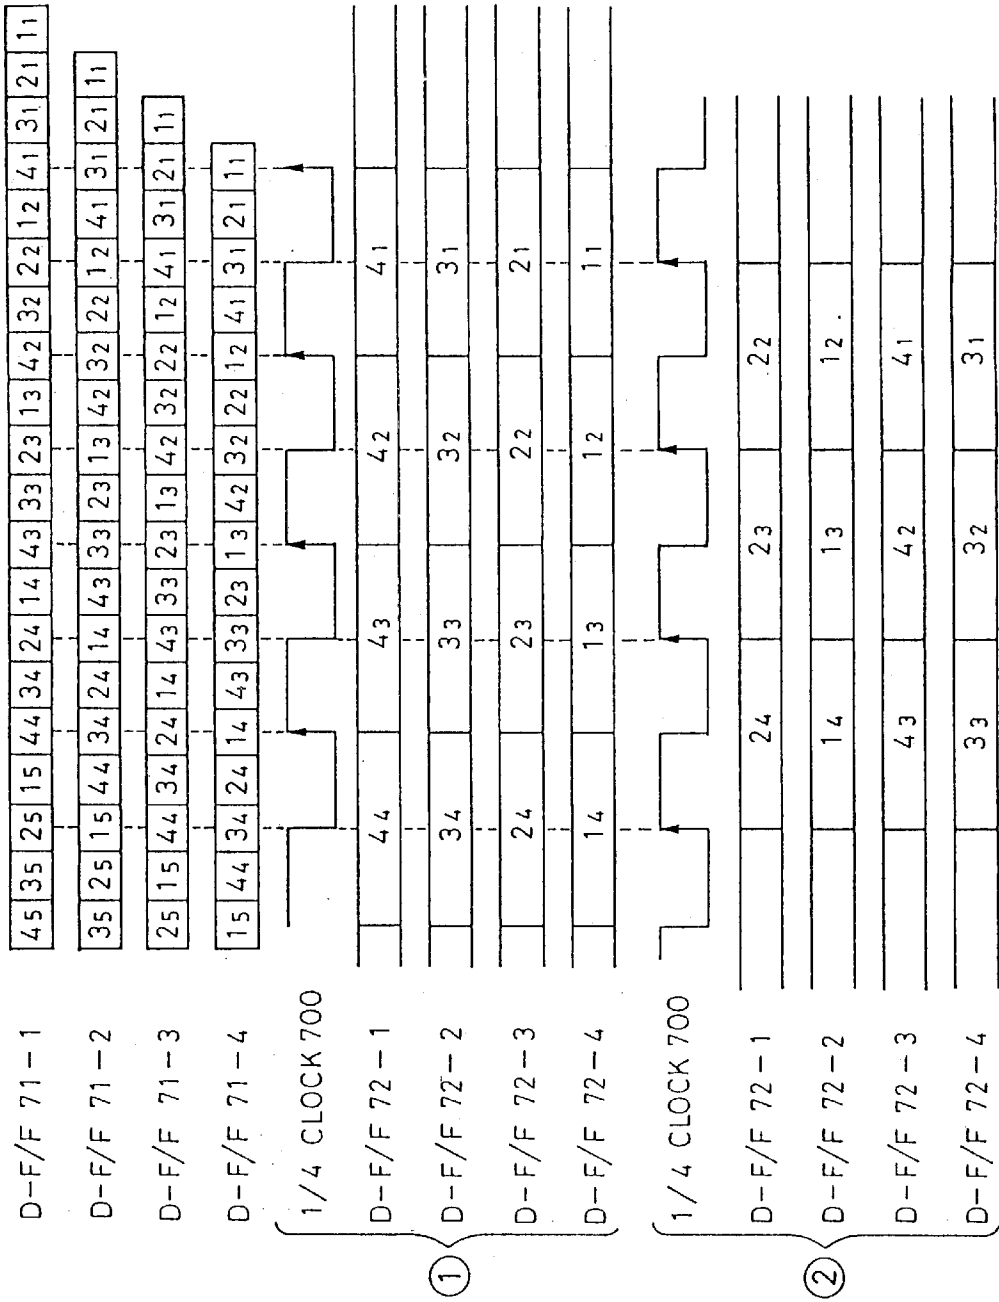 D-F/F 71-1 45 35 25 15 44 34 24 14 43 33 23 13 42 32 22 12 41 31 21 11
D-F/F 71-2 35 25 15 44 34 24 14 43 33 23 13 42 32 22 12 41 31 21 11
D-F/F 71-3 25 15 44 34 24 14 43 33 23 13 42 32 22 12 41 31 21 11
D-F/F 71-4 15 44 34 24 14 43 33 23 13 42 32 22 12 41 31 21 11
①
1/4 CLOCK 700
D-F/F 72-1 44 43 42 41
D-F/F 72-2 34 33 32 31
D-F/F 72-3 24 23 22 21
D-F/F 72-4 14 13 12 11
②
1/4 CLOCK 700
D-F/F 72-1 24 23 22
D-F/F 72-2 14 13 12
D-F/F 72-3 43 42 41
D-F/F 72-4 33 32 31